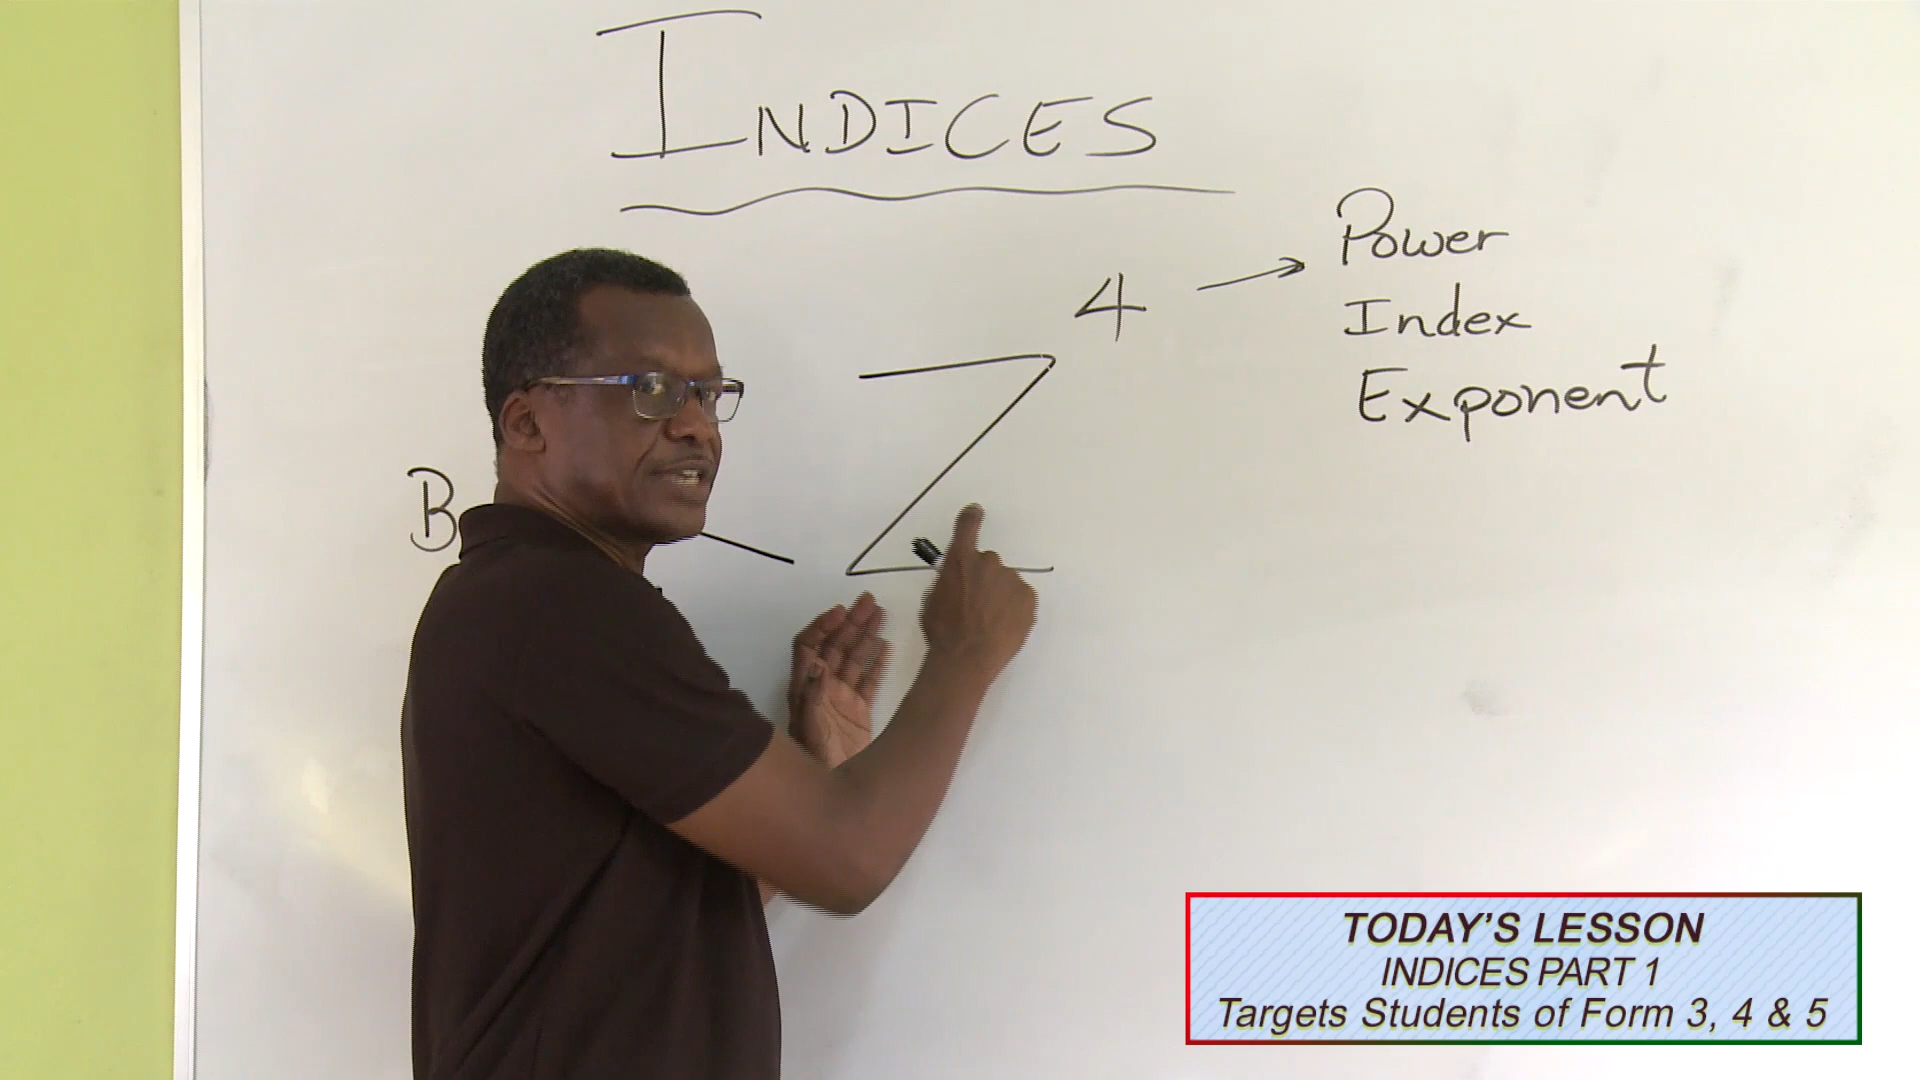 INDICES
4
Power
Index
Exponent
Z
B
TODAY'S LESSON
INDICES PART 1
Targets Students of Form 3, 4 & 5